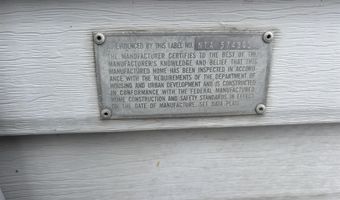 AS EVIDENCED BY THIS LABEL NO. NTA
THE MANUFACTURER CERTIFIES TO THE BEST OF THE
MANUFACTURER'S KNOWLEDGE AND BELIEF THAT THIS
MANUFACTURED HOME HAS BEEN INSPECTED IN ACCORD-
ANCE WITH THE REQUIREMENTS OF THE DEPARTMENT OF
HOUSING AND URBAN DEVELOPMENT AND IS CONSTRUCTED
IN CONFORMANCE WITH THE FEDERAL MANUFACTURED
HOME CONSTRUCTION AND SAFETY STANDARDS IN EFFECT
ON THE DATE OF MANUFACTURE. SEE DATA PLATE.